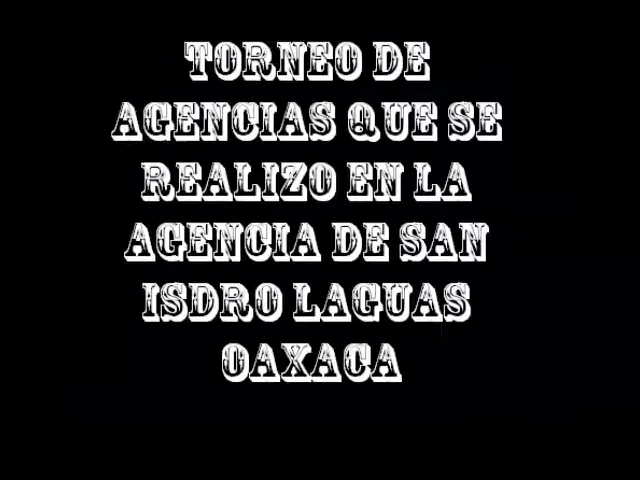 TORNEO DE
AGENCIAS QUE SE
REALIZO EN LA
AGENCIA DE SAN
ISDRO LAGUAS
OAXACA